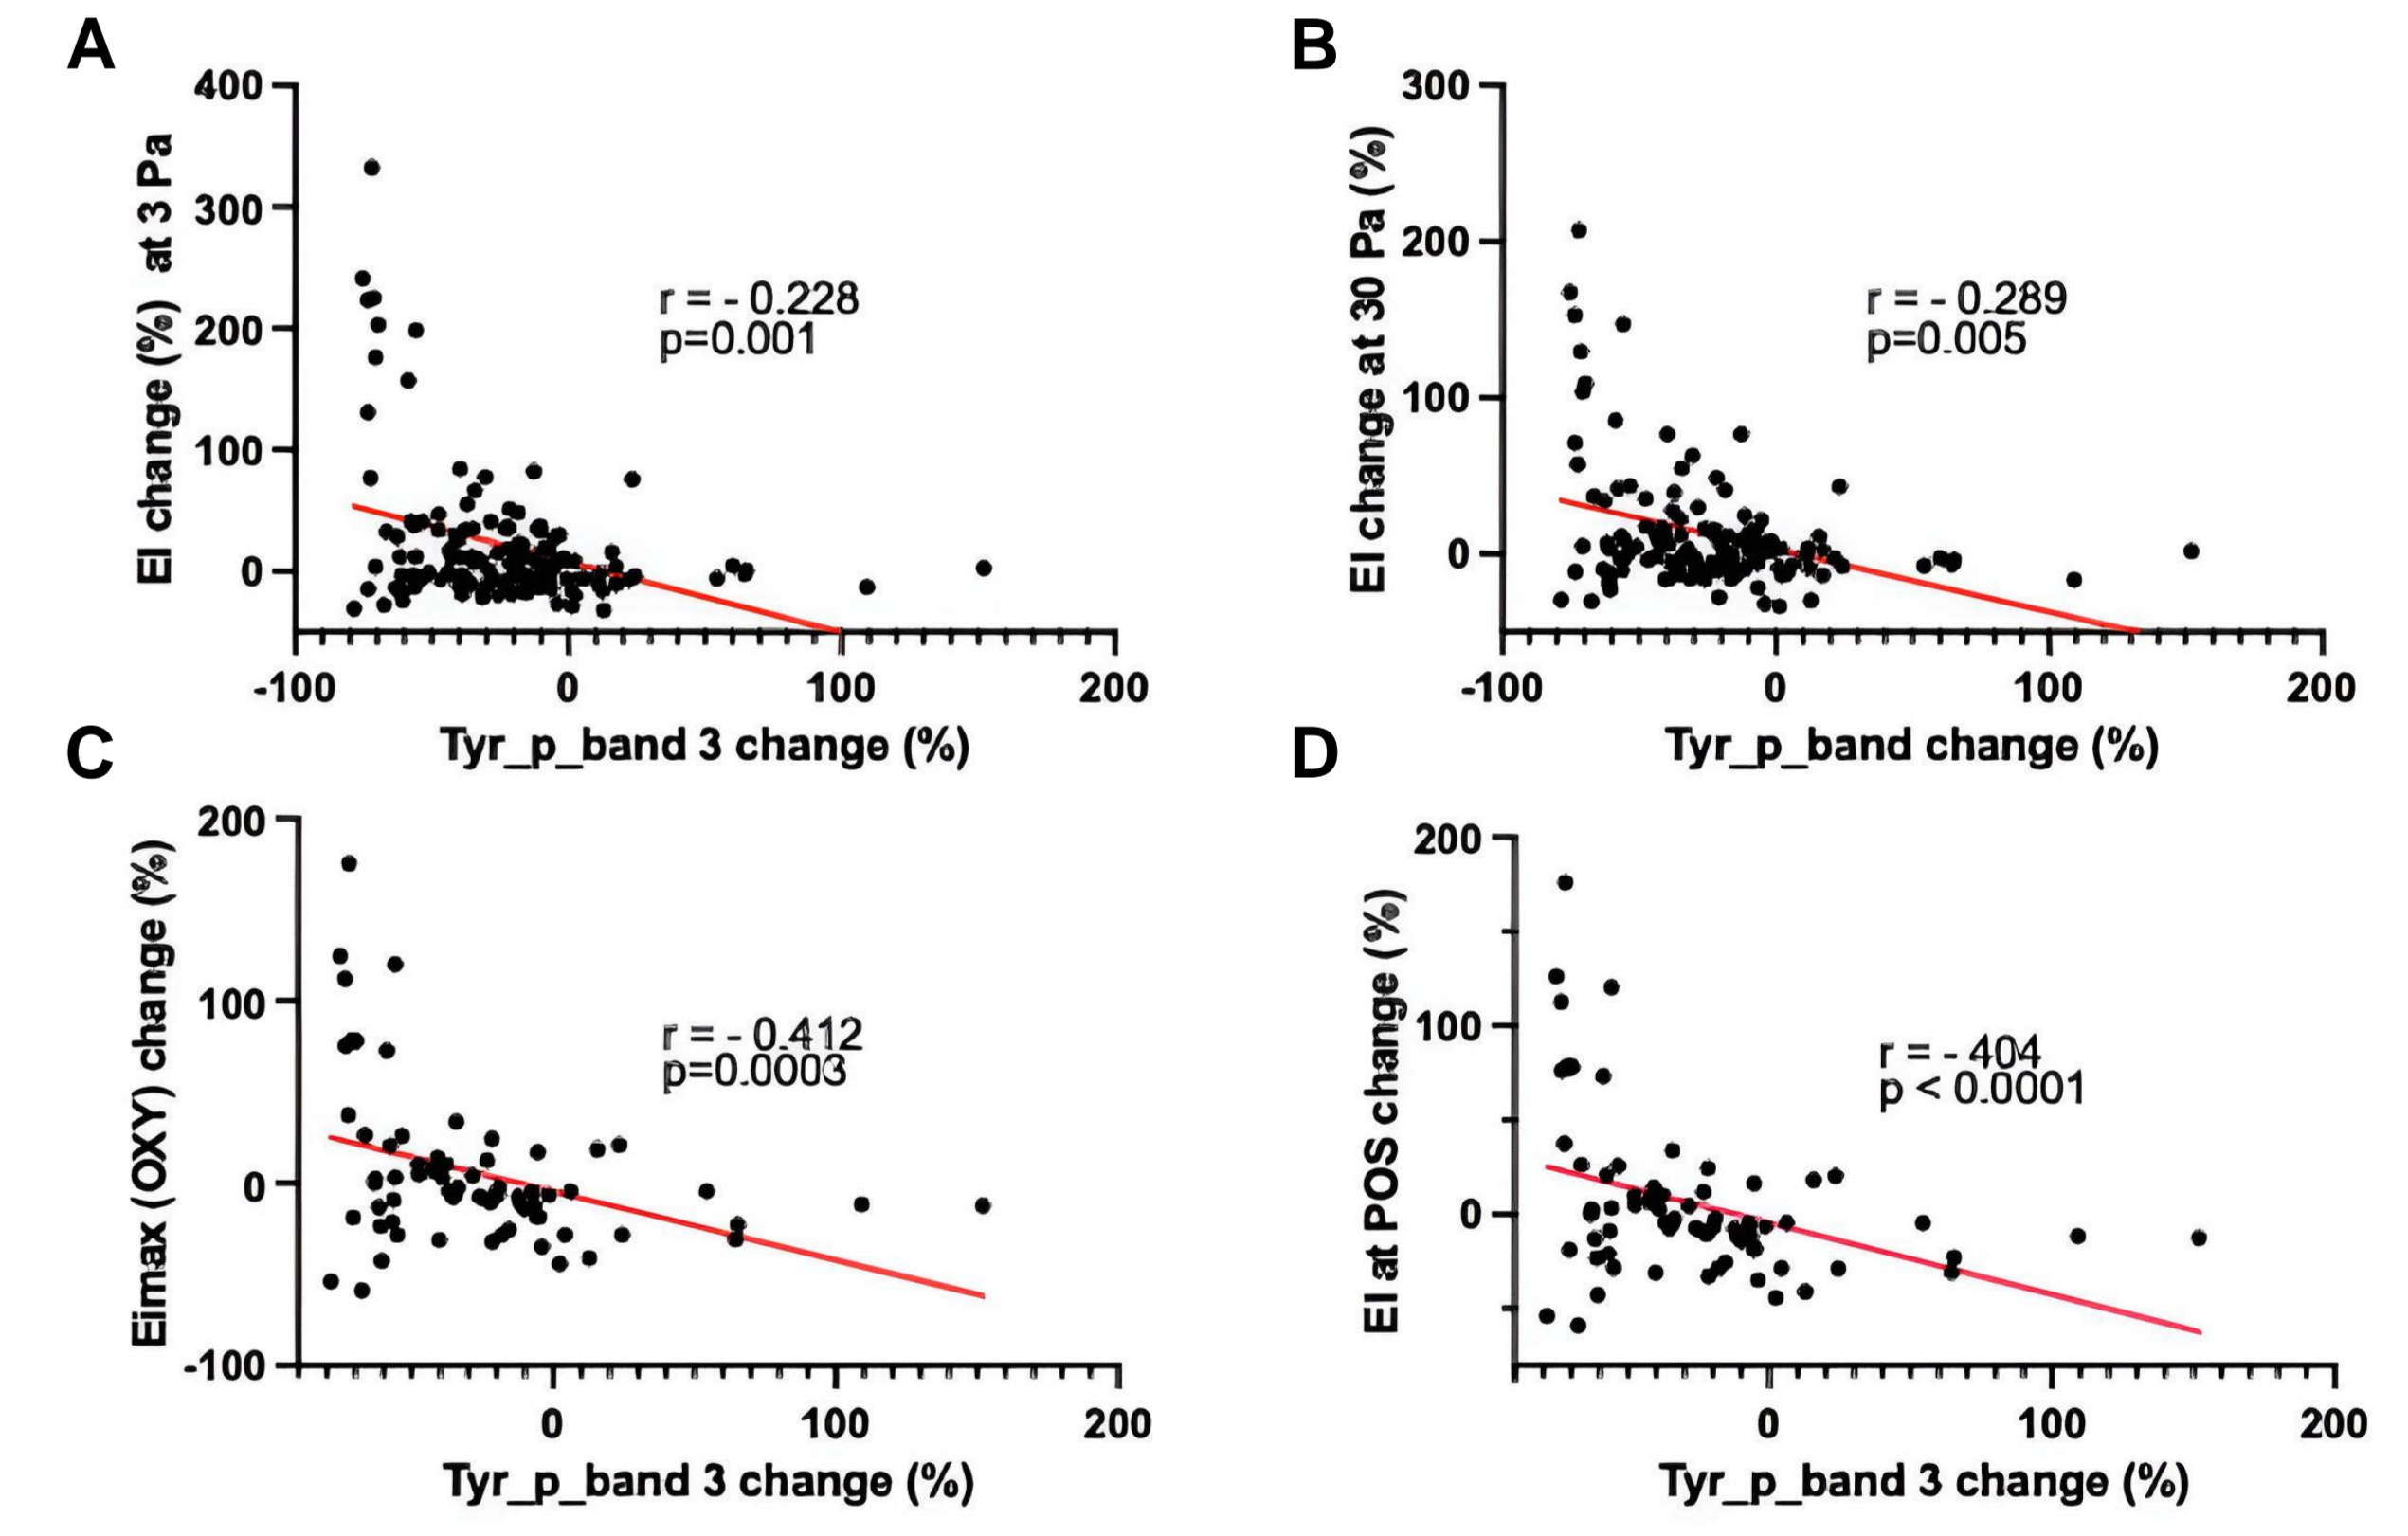 A
EI change (%) at 3 Pa
400
300
200
100
0
r = - 0.228
p=0.001
-100 0 100 200
Tyr_p_band 3 change (%)
B
EI change at 30 Pa (%)
300
200
100
0
r = - 0.289
p=0.005
-100 0 100 200
Tyr_p_band change (%)
C
Eimax (OXY) change (%)
200
100
0
-100
r = - 0.412
p=0.0003
0 100 200
Tyr_p_band 3 change (%)
D
EI at POS change (%)
200
100
0
r = - 404
p < 0.0001
0 100 200
Tyr_p_band 3 change (%)